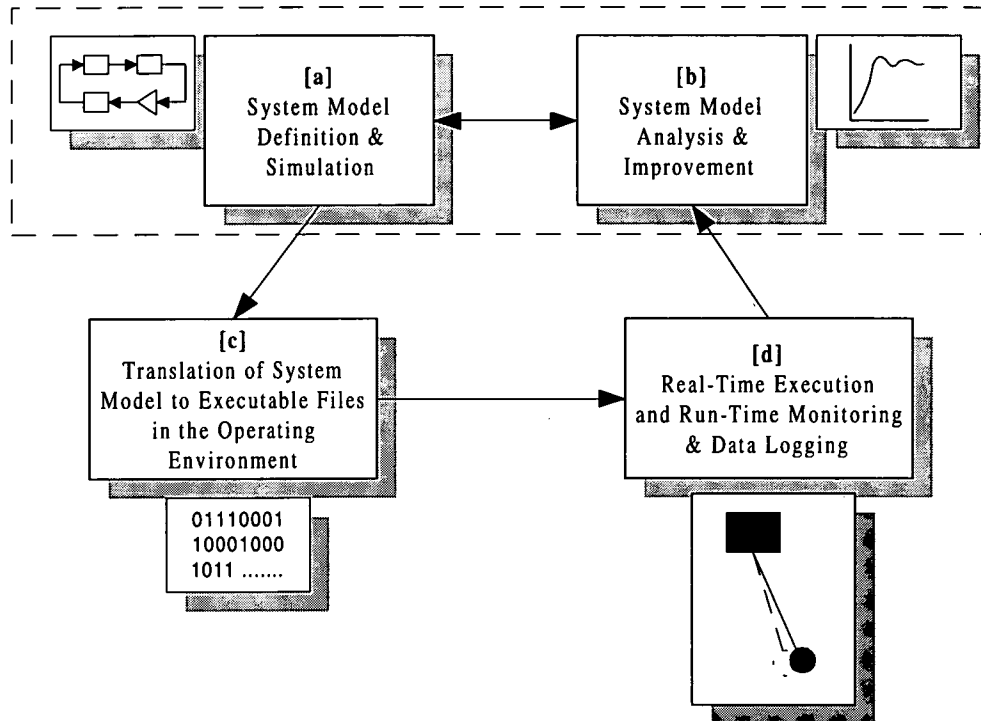 [a]
System Model
Definition &
Simulation
[b]
System Model
Analysis &
Improvement
[c]
Translation of System
Model to Executable Files
in the Operating
Environment
[d]
Real-Time Execution
and Run-Time Monitoring
& Data Logging
01110001
10001000
1011 .......